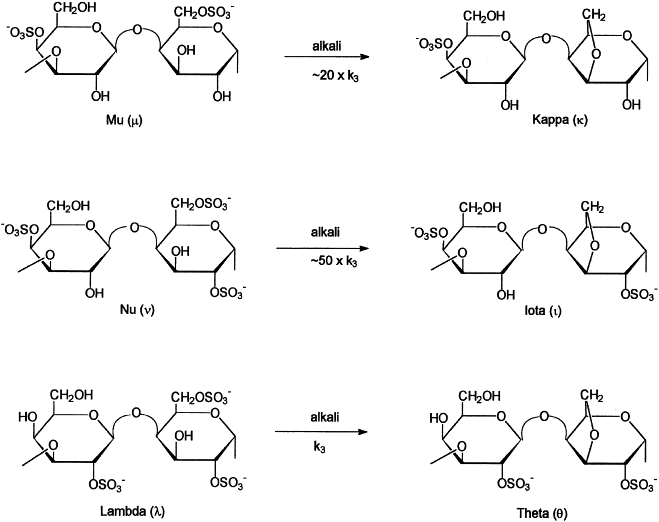 CH₂OH
⁻O₃SO
O
O
O
OH
CH₂OSO₃⁻
O
OH
OH
Mu (μ)
alkali
~20 x k₃
CH₂OH
⁻O₃SO
O
O
O
OH
CH₂
O
O
OH
Kappa (κ)
CH₂OH
⁻O₃SO
O
O
O
OH
CH₂OSO₃⁻
O
OH
OSO₃⁻
Nu (ν)
alkali
~50 x k₃
CH₂OH
⁻O₃SO
O
O
O
OH
CH₂
O
O
OSO₃⁻
Iota (ι)
CH₂OH
HO
O
O
O
OSO₃⁻
CH₂OSO₃⁻
O
OH
OSO₃⁻
Lambda (λ)
alkali
k₃
CH₂OH
HO
O
O
O
OSO₃⁻
CH₂
O
O
OSO₃⁻
Theta (θ)